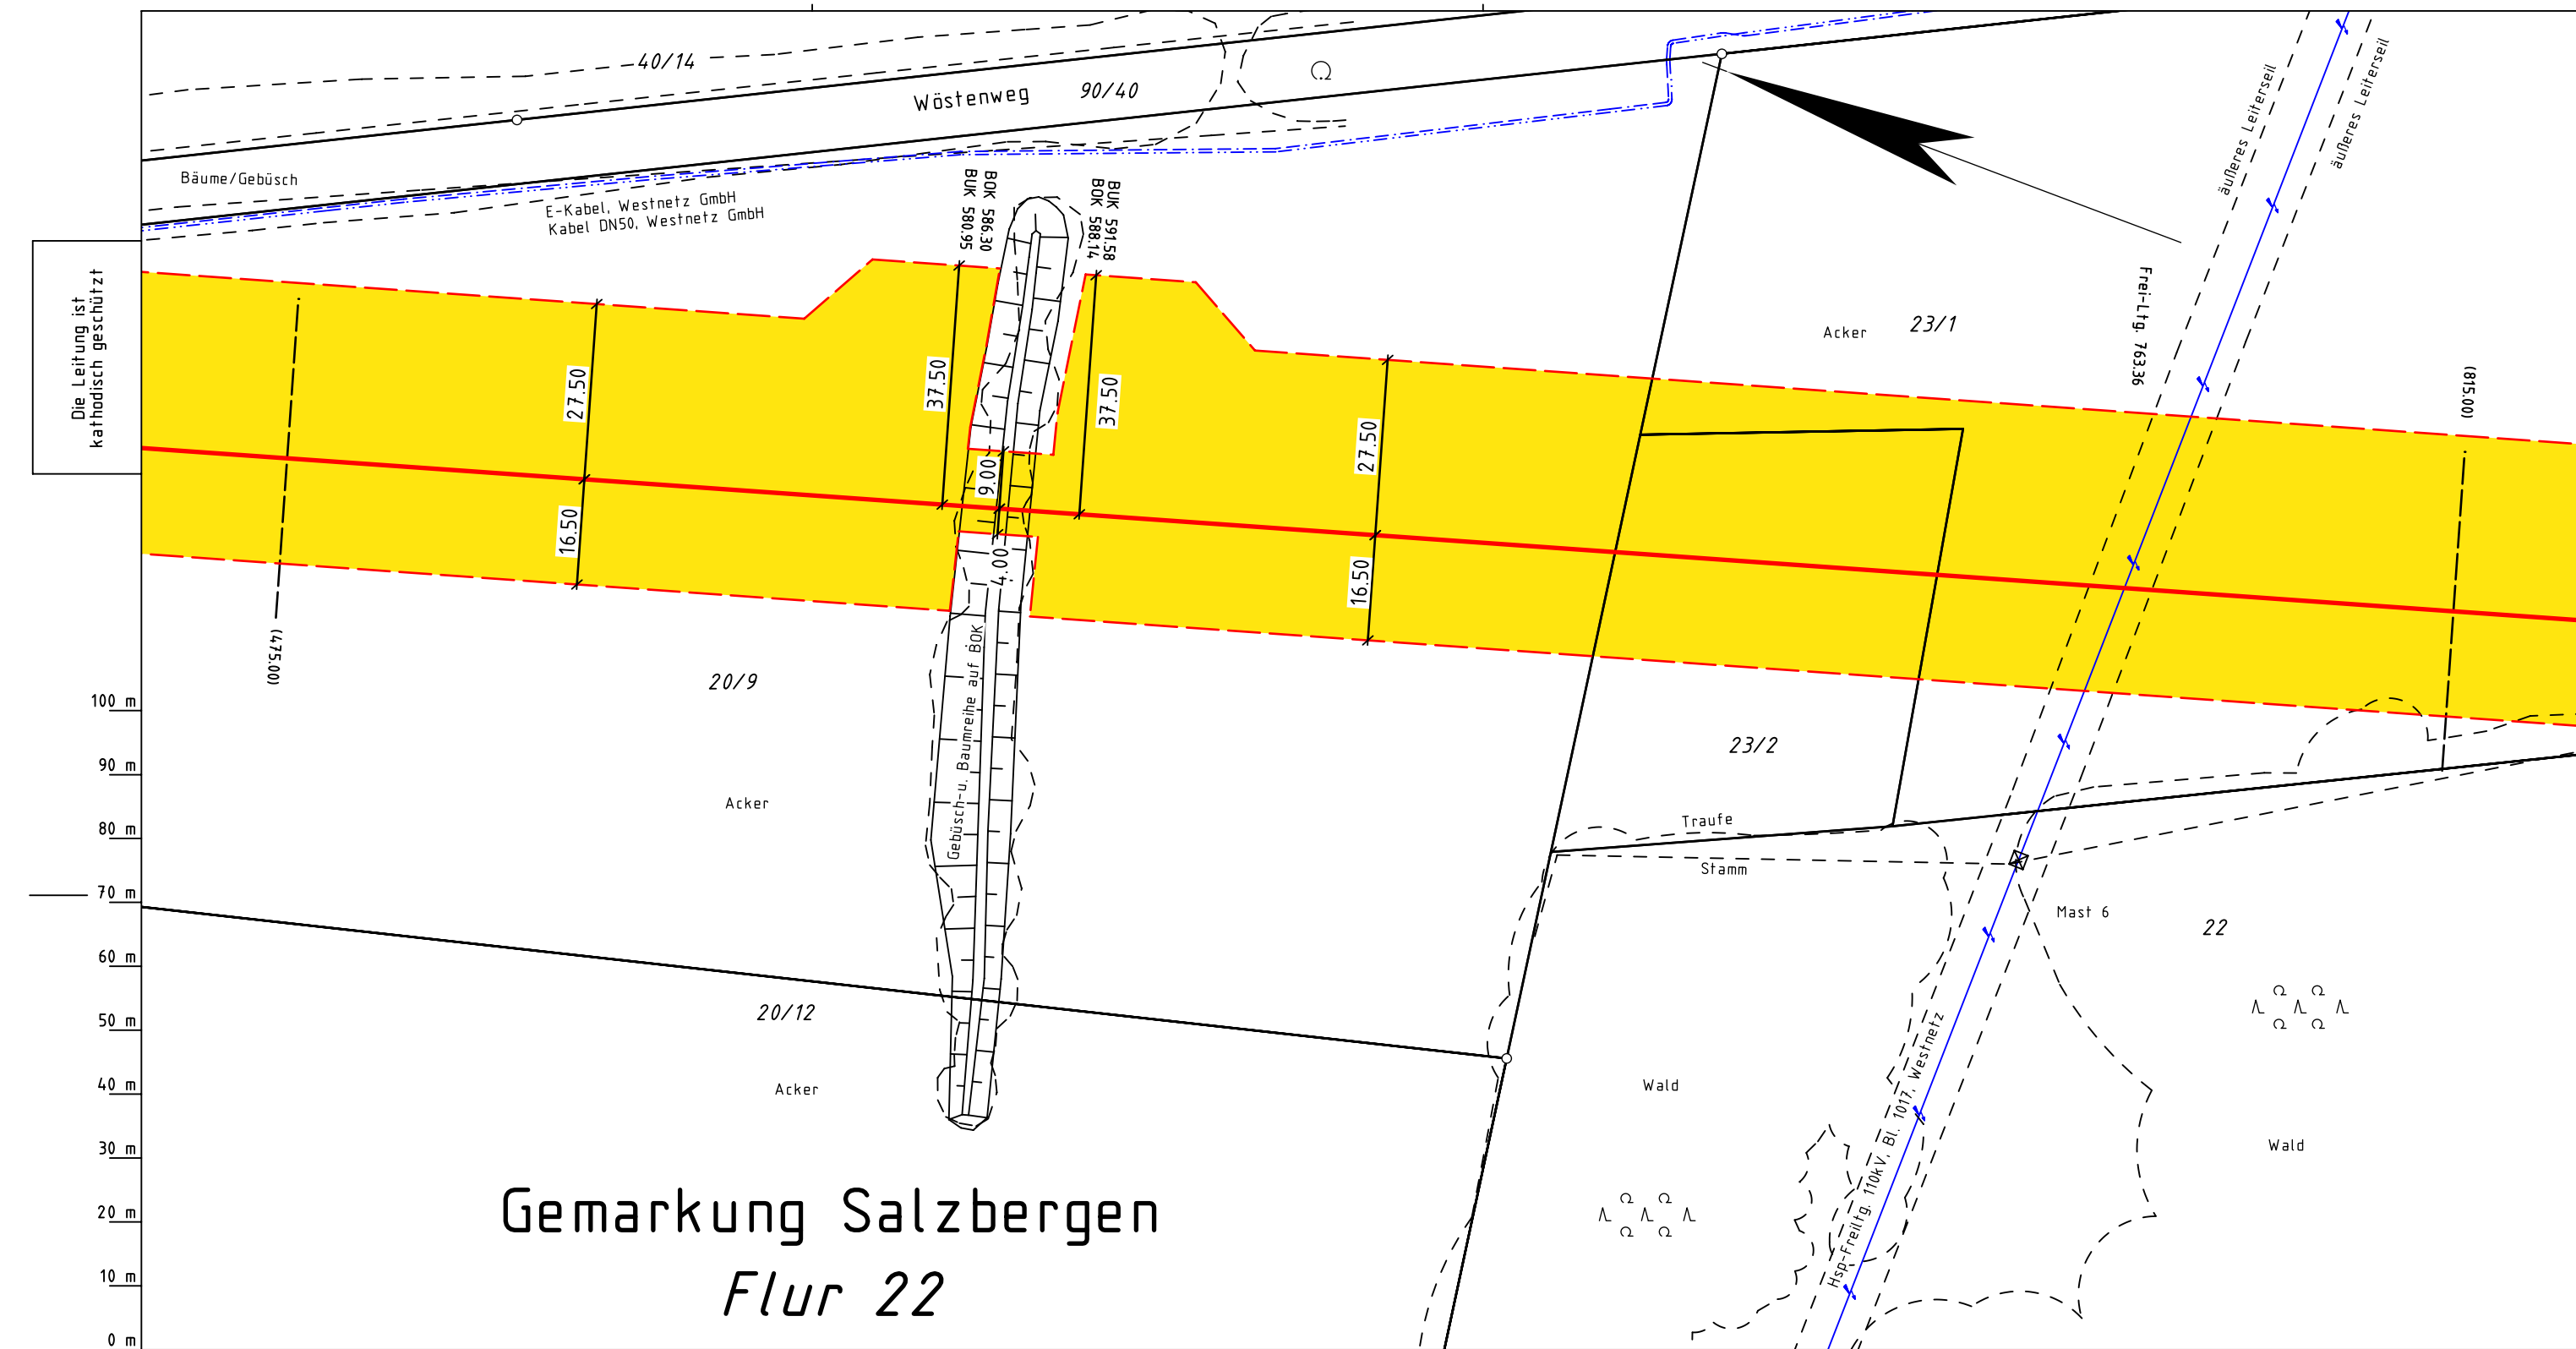 40/14
Wöstenweg 90/40
Bäume/Gebüsch
E-Kabel, Westnetz GmbH
Kabel DN50, Westnetz GmbH
BUK 580.95
BOK 586.30
BOK 588.14
BUK 591.58
äußeres Leiterseil
äußeres Leiterseil
Frei-Ltg. 763.36
Die Leitung ist
kathodisch geschützt
27.50
37.50
37.50
27.50
9.00
16.50
4.00
16.50
Acker 23/1
(475.00)
(815.00)
20/9
Acker
Gebüsch-u. Baumreihe auf BÖK
23/2
Traufe
Stamm
Mast 6
22
20/12
Acker
Wald
Wald
Hsp-Freiltg. 110kV, Bl. 1017, Westnetz
100 m
90 m
80 m
70 m
60 m
50 m
40 m
30 m
20 m
10 m
0 m
Gemarkung Salzbergen
Flur 22